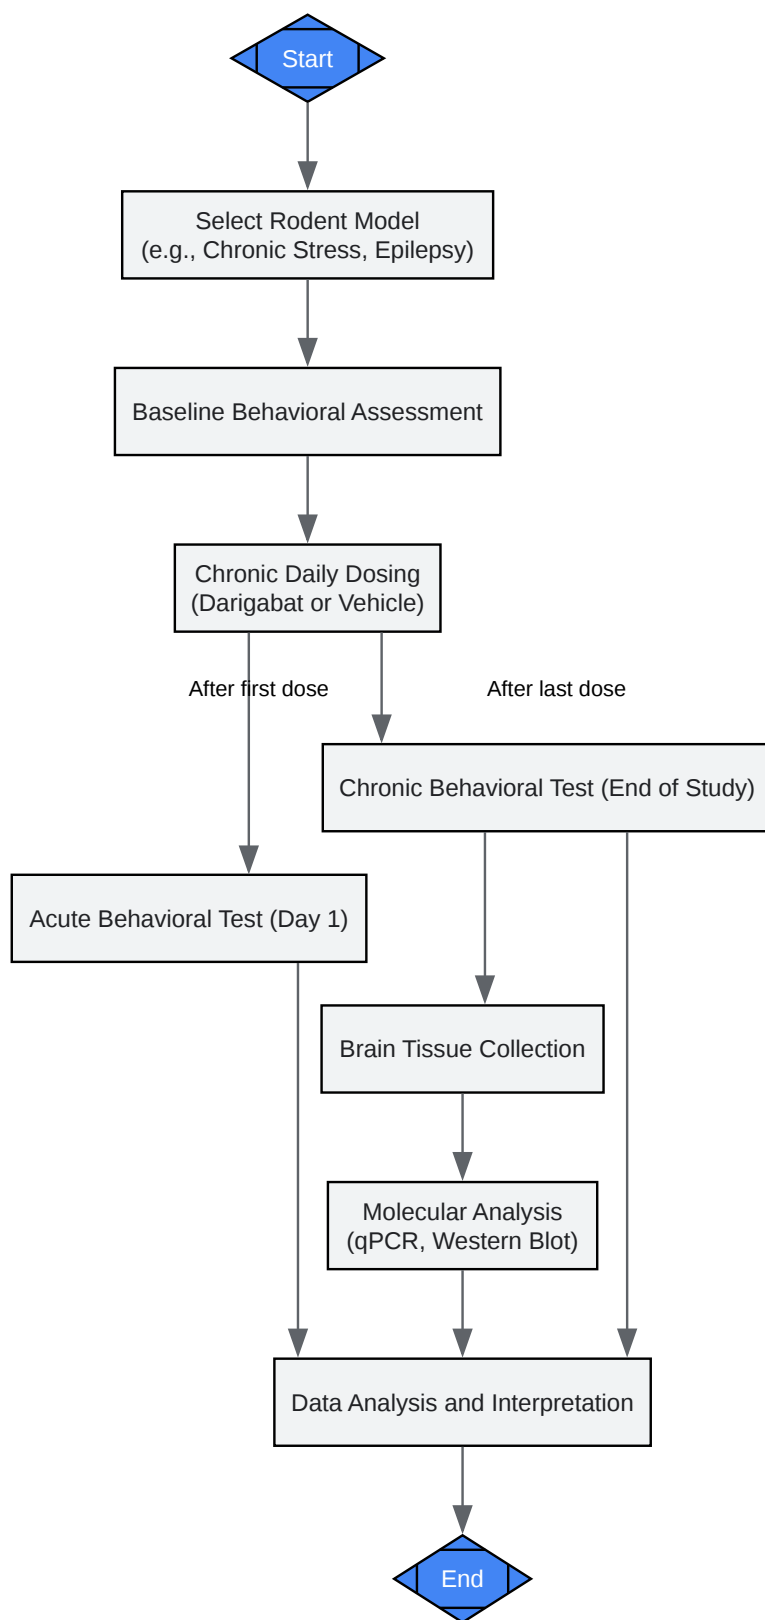 Start
Select Rodent Model
(e.g., Chronic Stress, Epilepsy)
Baseline Behavioral Assessment
Chronic Daily Dosing
(Darigabat or Vehicle)
After first dose
After last dose
Chronic Behavioral Test (End of Study)
Acute Behavioral Test (Day 1)
Brain Tissue Collection
Molecular Analysis
(qPCR, Western Blot)
Data Analysis and Interpretation
End